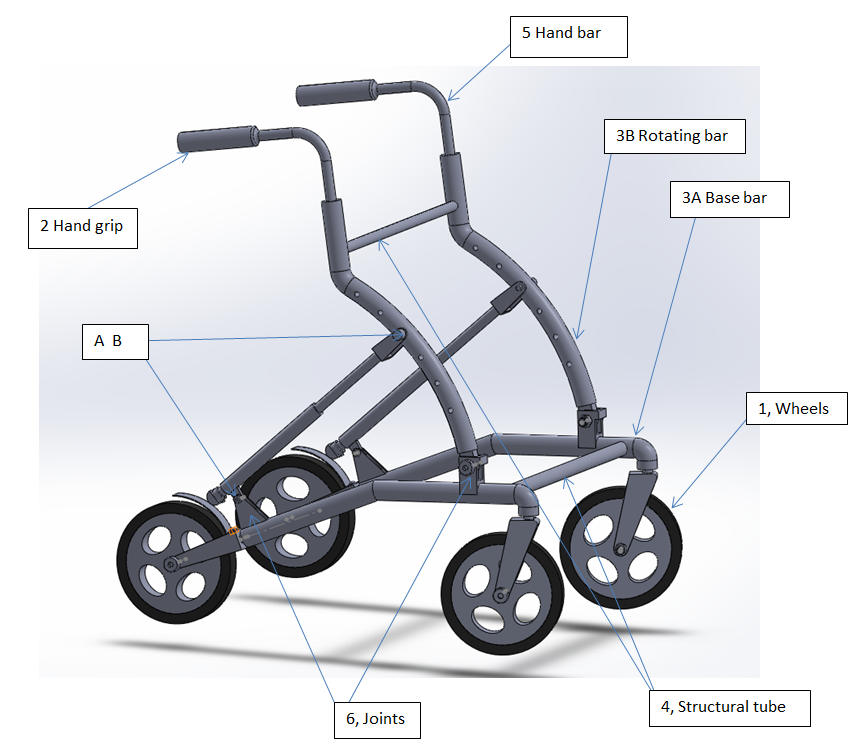 5 Hand bar
3B Rotating bar
3A Base bar
2 Hand grip
A B
1, Wheels
6, Joints
4, Structural tube